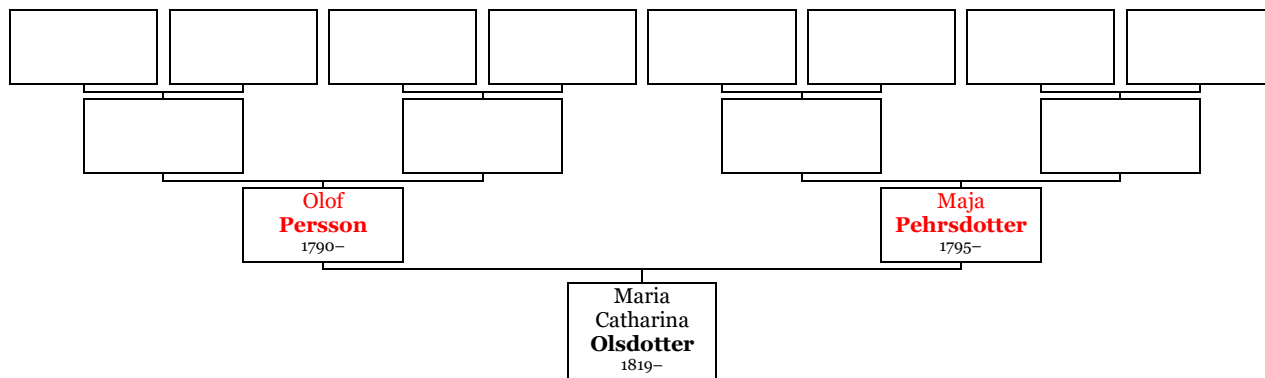 Olof
Persson
1790–
Maja
Pehrsdotter
1795–
Maria
Catharina
Olsdotter
1819–